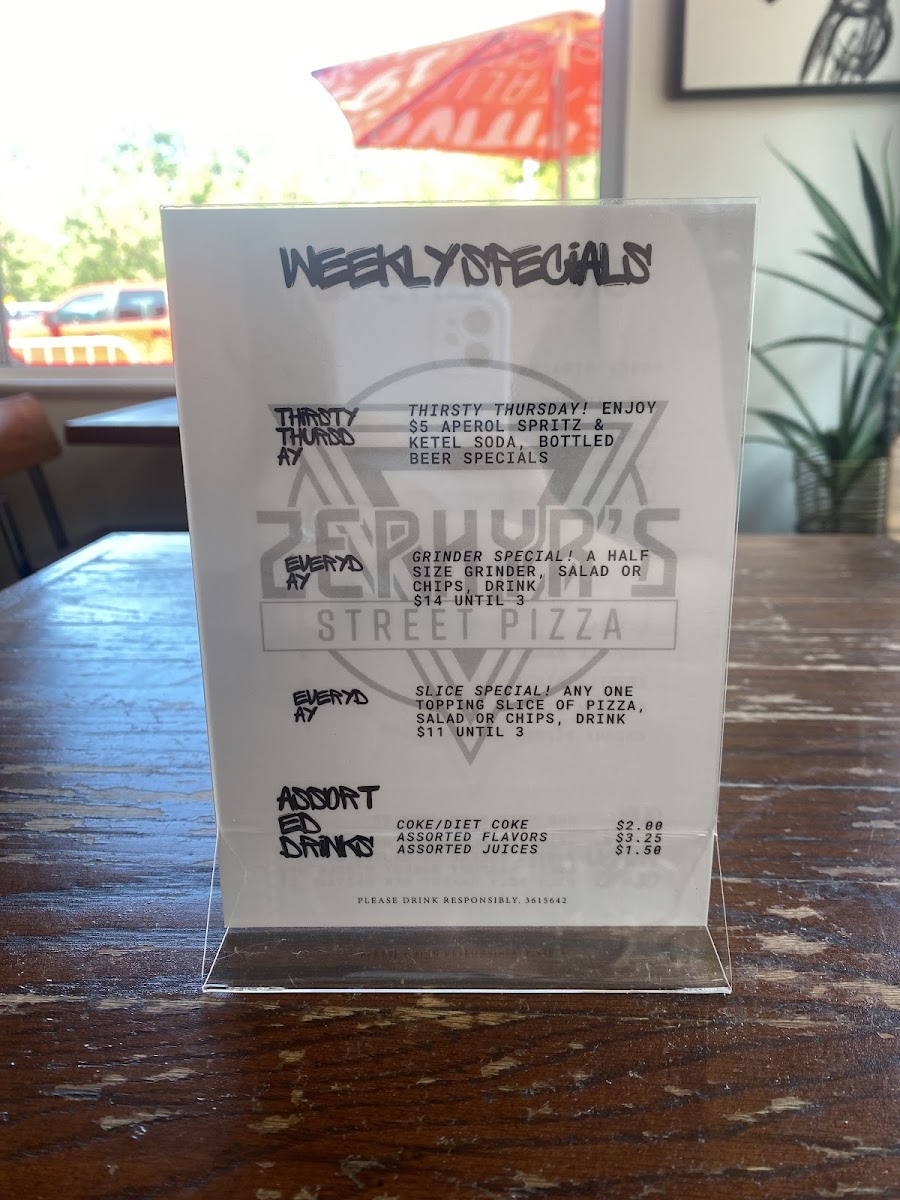 WEEKLY SPECIALS
THIRSTY
THURSD
AY
THIRSTY THURSDAY! ENJOY
$5 APEROL SPRITZ &
KETEL SODA, BOTTLED
BEER SPECIALS
ZEPHYR'S
STREET PIZZA
EVERYD
AY
GRINDER SPECIAL! A HALF
SIZE GRINDER, SALAD OR
CHIPS, DRINK
$14 UNTIL 3
EVERYD
AY
SLICE SPECIAL! ANY ONE
TOPPING SLICE OF PIZZA,
SALAD OR CHIPS, DRINK
$11 UNTIL 3
ASSORT
ED
DRINKS
COKE/DIET COKE $2.00
ASSORTED FLAVORS $3.25
ASSORTED JUICES $1.50
PLEASE DRINK RESPONSIBLY. 3615642